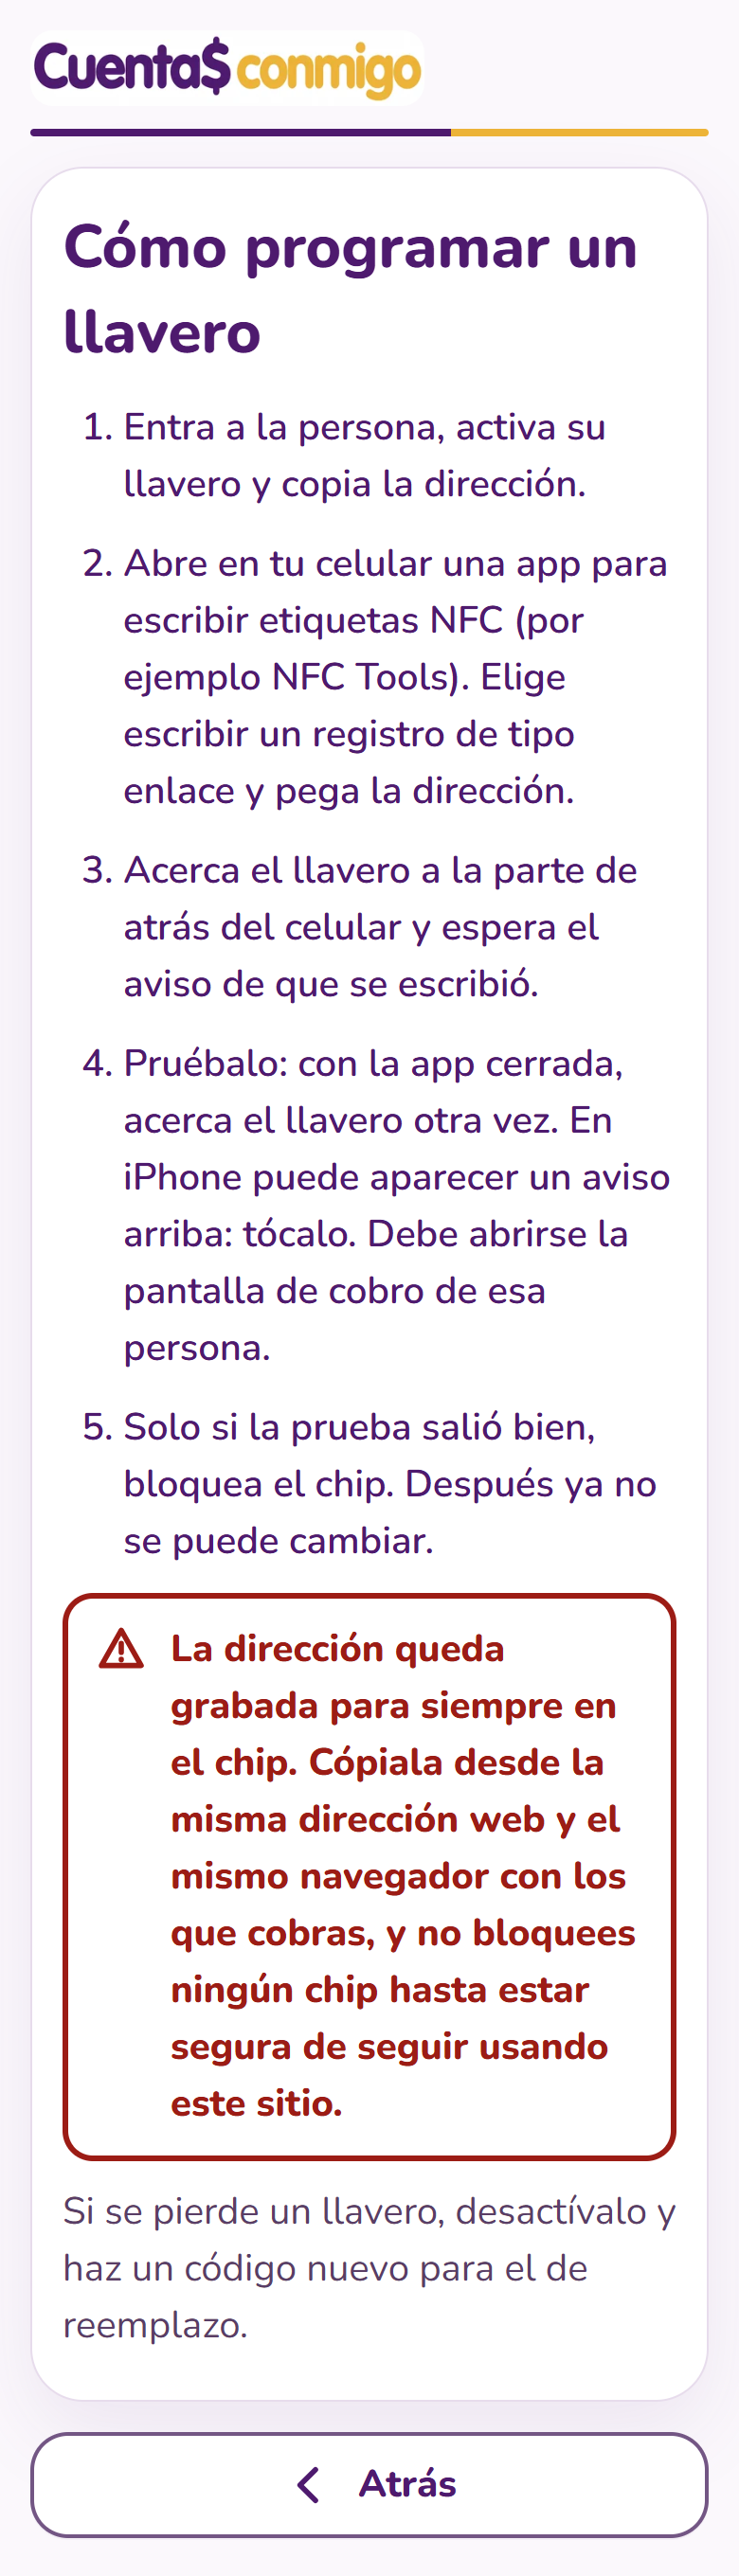 Cuenta$ conmigo
Cómo programar un
llavero
1. Entra a la persona, activa su
llavero y copia la dirección.
2. Abre en tu celular una app para
escribir etiquetas NFC (por
ejemplo NFC Tools). Elige
escribir un registro de tipo
enlace y pega la dirección.
3. Acerca el llavero a la parte de
atrás del celular y espera el
aviso de que se escribió.
4. Pruébalo: con la app cerrada,
acerca el llavero otra vez. En
iPhone puede aparecer un aviso
arriba: tócalo. Debe abrirse la
pantalla de cobro de esa
persona.
5. Solo si la prueba salió bien,
bloquea el chip. Después ya no
se puede cambiar.
La dirección queda
grabada para siempre en
el chip. Cópiala desde la
misma dirección web y el
mismo navegador con los
que cobras, y no bloquees
ningún chip hasta estar
segura de seguir usando
este sitio.
Si se pierde un llavero, desactívalo y
haz un código nuevo para el de
reemplazo.
Atrás